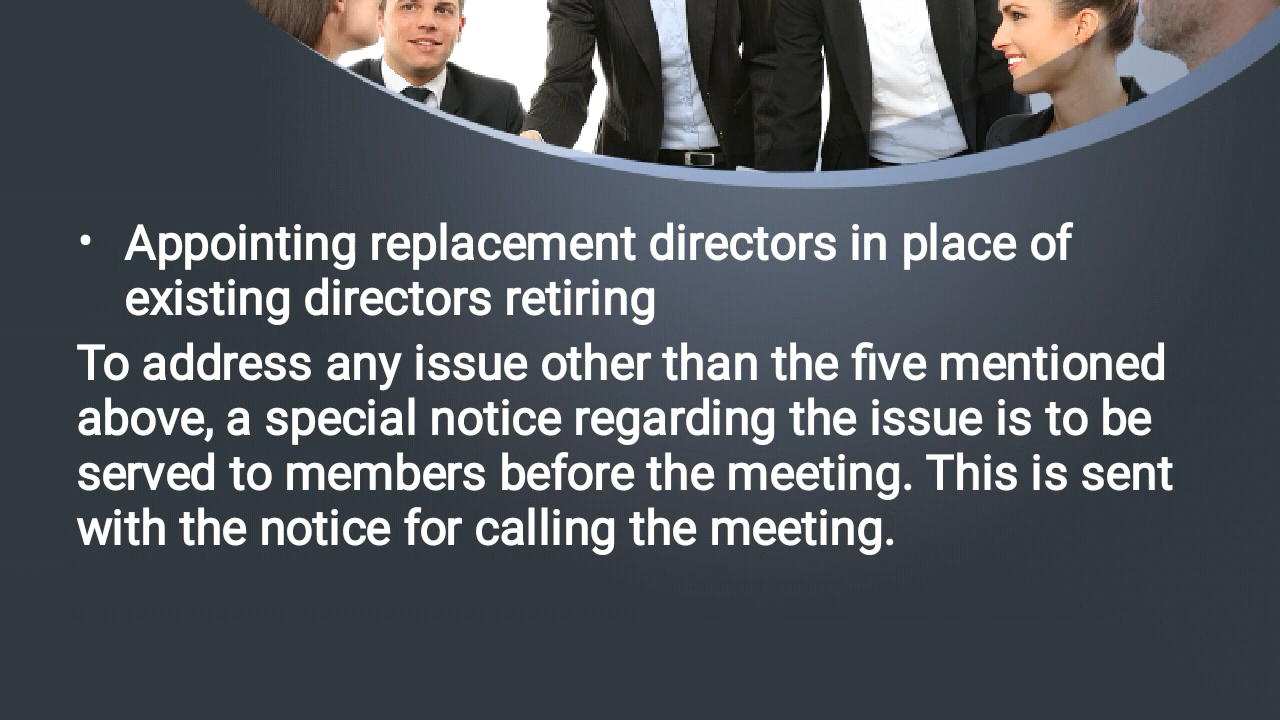 • Appointing replacement directors in place of
existing directors retiring
To address any issue other than the five mentioned
above, a special notice regarding the issue is to be
served to members before the meeting. This is sent
with the notice for calling the meeting.